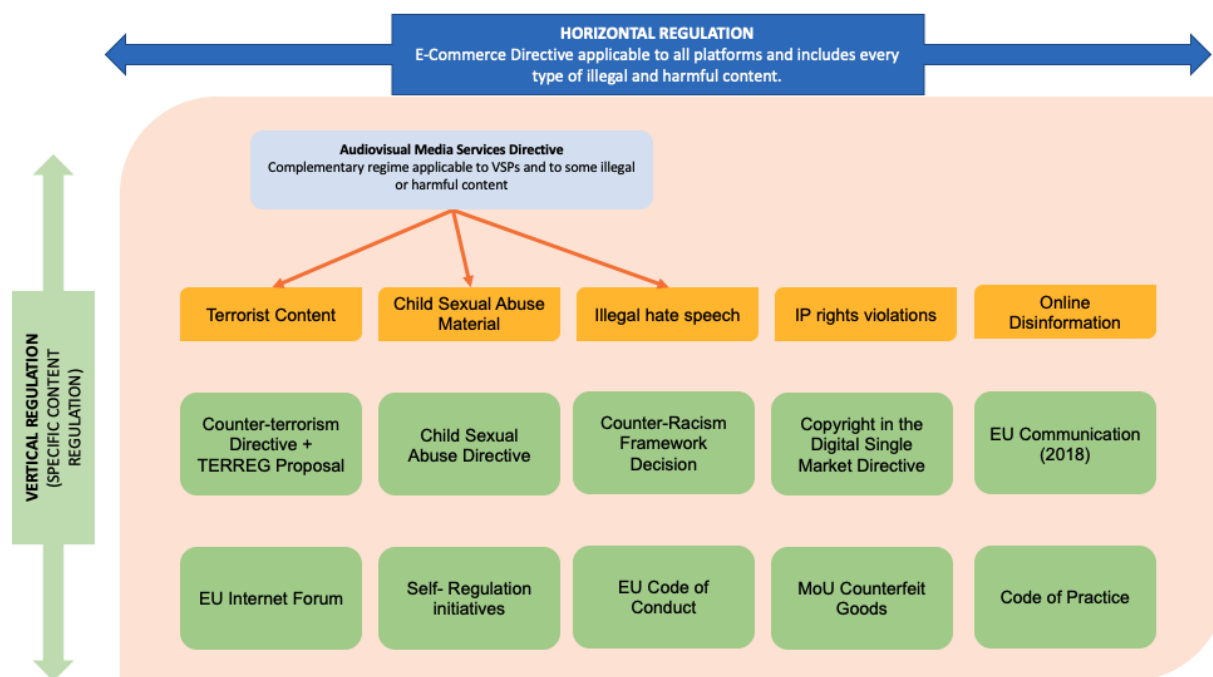 HORIZONTAL REGULATION
E-Commerce Directive applicable to all platforms and includes every
type of illegal and harmful content.
Audiovisual Media Services Directive
Complementary regime applicable to VSPs and to some illegal
or harmful content
VERTICAL REGULATION
(SPECIFIC CONTENT
REGULATION)
Terrorist Content
Child Sexual Abuse
Material
Illegal hate speech
IP rights violations
Online
Disinformation
Counter-terrorism
Directive +
TERREG Proposal
Child Sexual
Abuse Directive
Counter-Racism
Framework
Decision
Copyright in the
Digital Single
Market Directive
EU Communication
(2018)
EU Internet Forum
Self- Regulation
initiatives
EU Code of
Conduct
MoU Counterfeit
Goods
Code of Practice